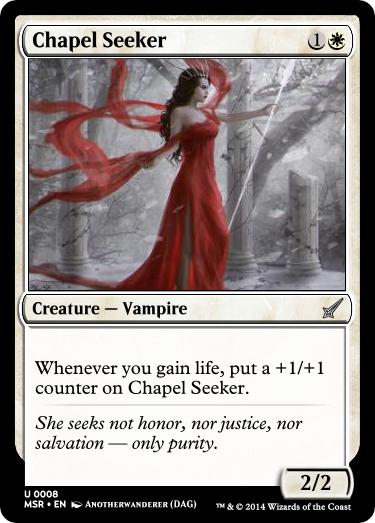 Chapel Seeker
1
Creature — Vampire
Whenever you gain life, put a +1/+1
counter on Chapel Seeker.
She seeks not honor, nor justice, nor
salvation — only purity.
2/2
U 0008
MSR • EN Anotherwanderer (DAG)
™ & © 2014 Wizards of the Coast